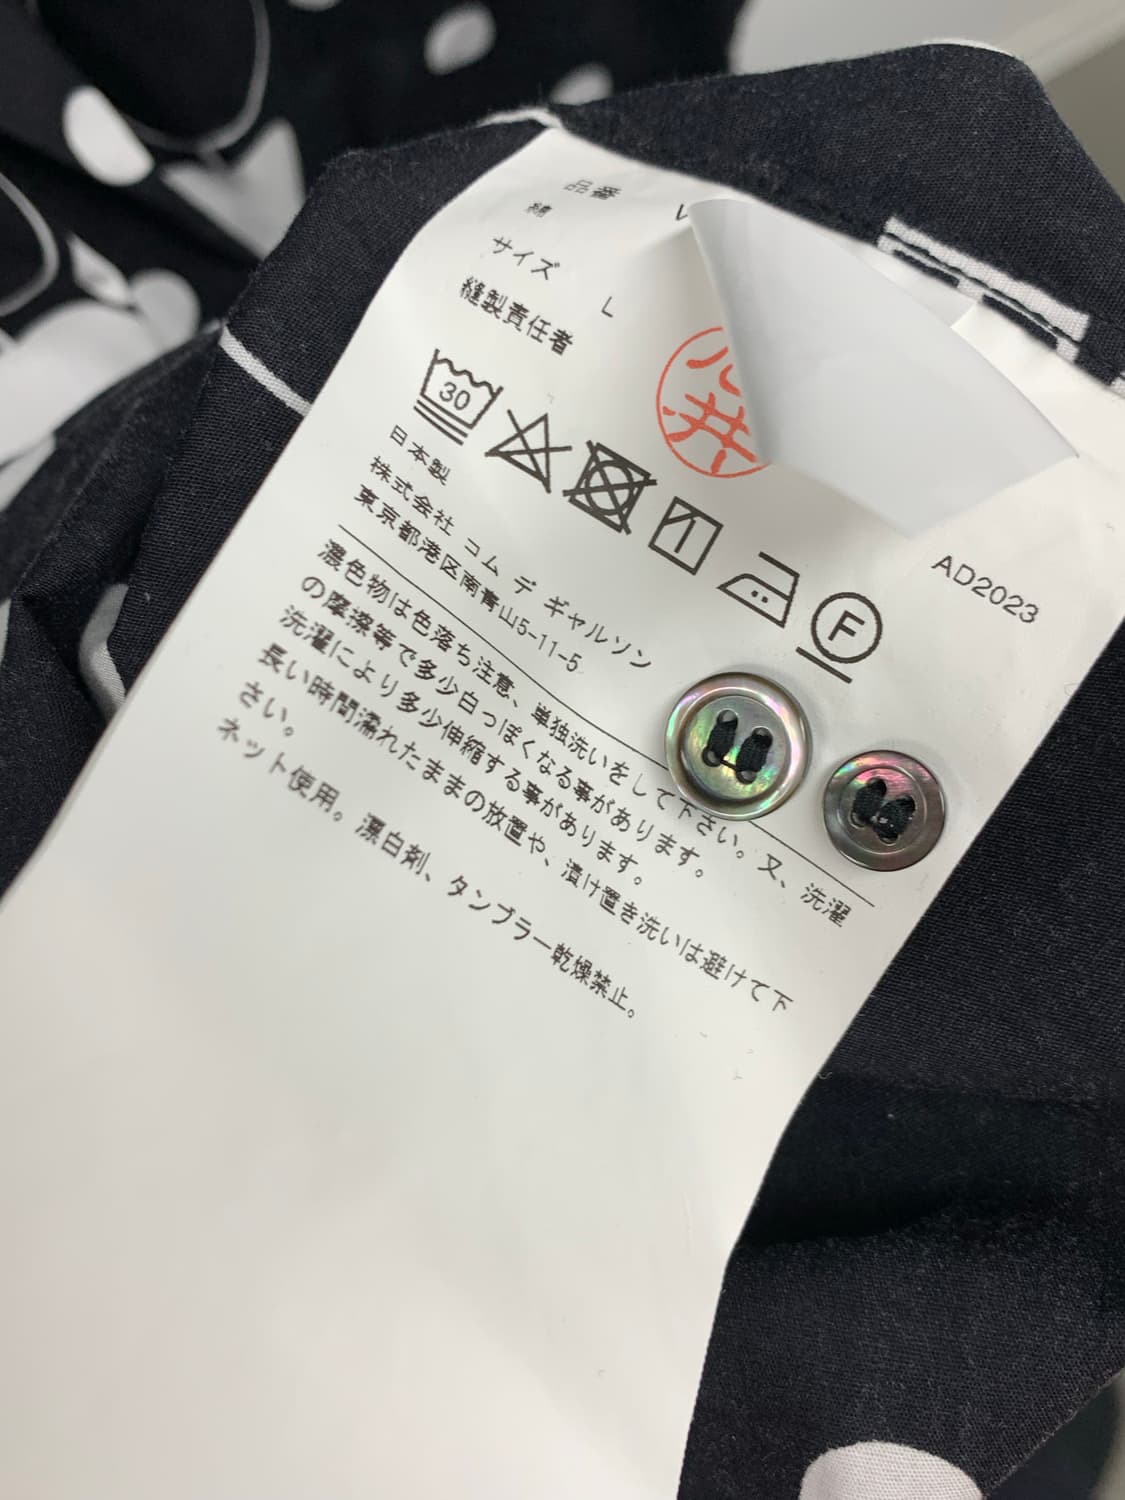 品番
綿
サイズ L
縫製責任者
井
30
F
AD2023
日本製
株式会社 コム デ ギャルソン
東京都港区南青山5-11-5
濃色物は色落ち注意、単独洗いをして下さい。又、洗濯
の摩擦等で多少白っぽくなる事があります。
洗濯により多少伸縮する事があります。
長い時間濡れたままの放置や、漬け置き洗いは避けて下
さい。
ネット使用。漂白剤、タンブラー乾燥禁止。